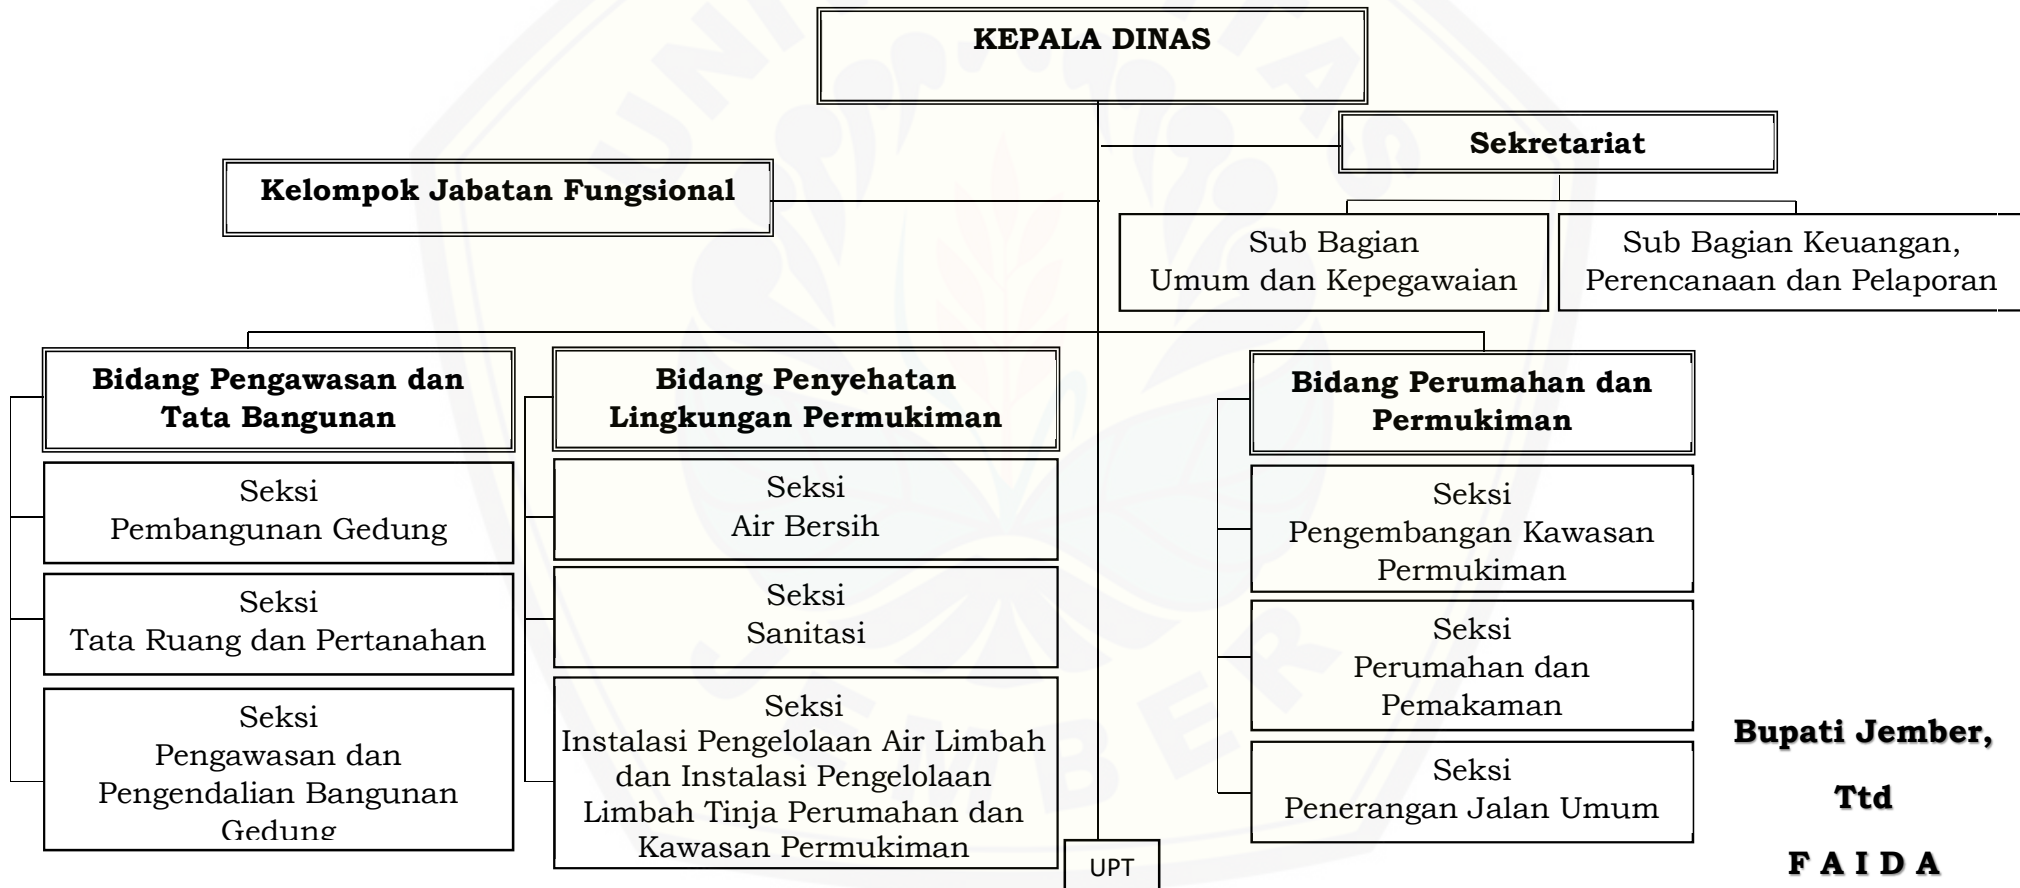 KEPALA DINAS
Sekretariat
Kelompok Jabatan Fungsional
Sub Bagian
Umum dan Kepegawaian
Sub Bagian Keuangan,
Perencanaan dan Pelaporan
Bidang Pengawasan dan
Tata Bangunan
Seksi
Pembangunan Gedung
Seksi
Tata Ruang dan Pertanahan
Seksi
Pengawasan dan
Pengendalian Bangunan
Gedung
Bidang Penyehatan
Lingkungan Permukiman
Seksi
Air Bersih
Seksi
Sanitasi
Seksi
Instalasi Pengelolaan Air Limbah
dan Instalasi Pengelolaan
Limbah Tinja Perumahan dan
Kawasan Permukiman
Bidang Perumahan dan
Permukiman
Seksi
Pengembangan Kawasan
Permukiman
Seksi
Perumahan dan
Pemakaman
Seksi
Penerangan Jalan Umum
UPT
Bupati Jember,
Ttd
F A I D A
UNIVERSITAS
JEMBER